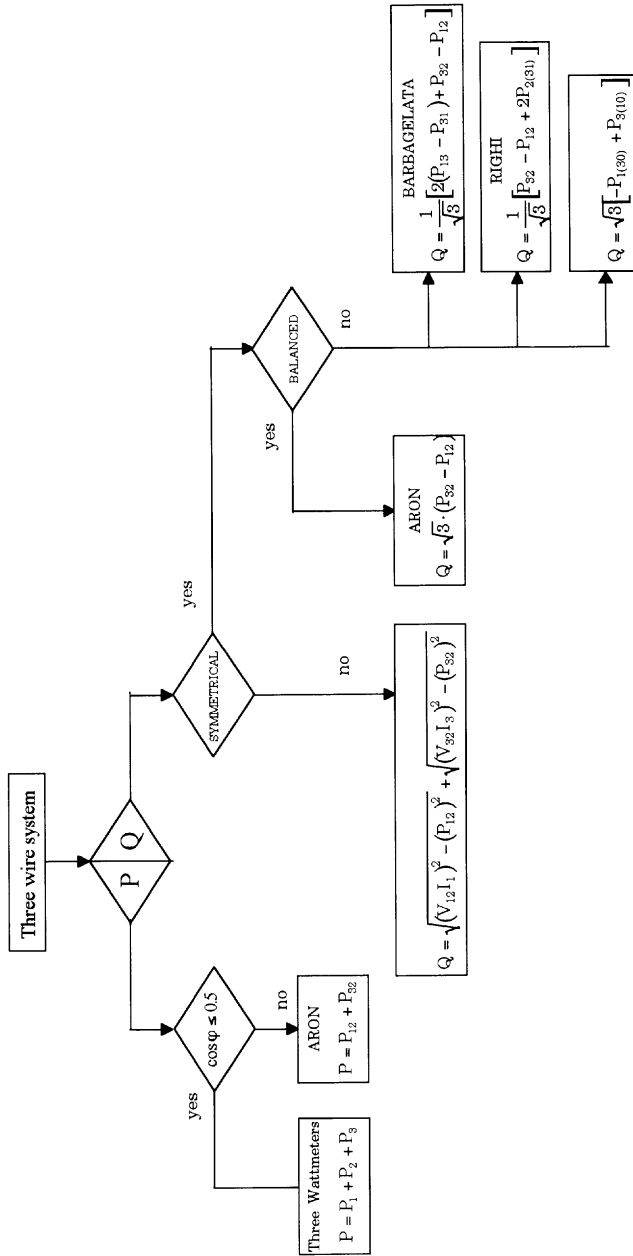 Three wire system
P Q
cosφ ≤ 0.5
yes
no
Three Wattmeters
P = P₁ + P₂ + P₃
ARON
P = P₁₂ + P₃₂
SYMMETRICAL
yes
no
Q = √(V₁₂I₁)² − (P₁₂)² + √(V₃₂I₃)² − (P₃₂)²
BALANCED
yes
no
ARON
Q = √3 · (P₃₂ − P₁₂)
BARBAGELATA
Q = 1/√3 [2(P₁₃ − P₃₁) + P₃₂ − P₁₂]
RIGHI
Q = 1/√3 [P₃₂ − P₁₂ + 2P₂₍₃₁₎]
Q = √3[−P₁₍₃₀₎ + P₃₍₁₀₎]